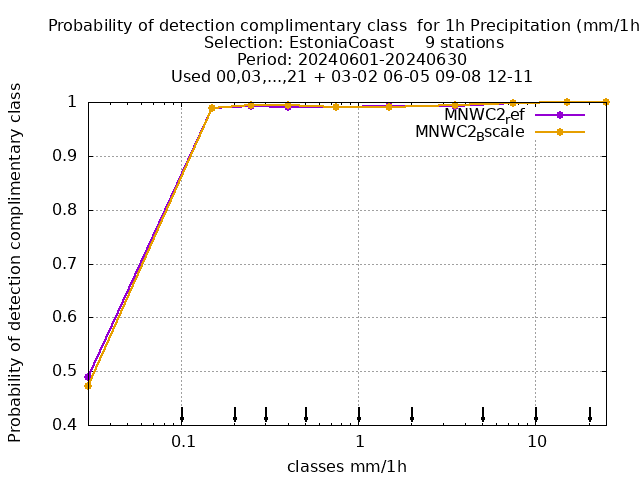 Probability of detection complimentary class  for 1h Precipitation (mm/1h
Selection: EstoniaCoast      9 stations
Period: 20240601-20240630
Used 00,03,...,21 + 03-02 06-05 09-08 12-11
Probability of detection complimentary class
1
0.9
0.8
0.7
0.6
0.5
0.4
MNWC2ref
MNWC2Bscale
0.1
1
10
classes mm/1h